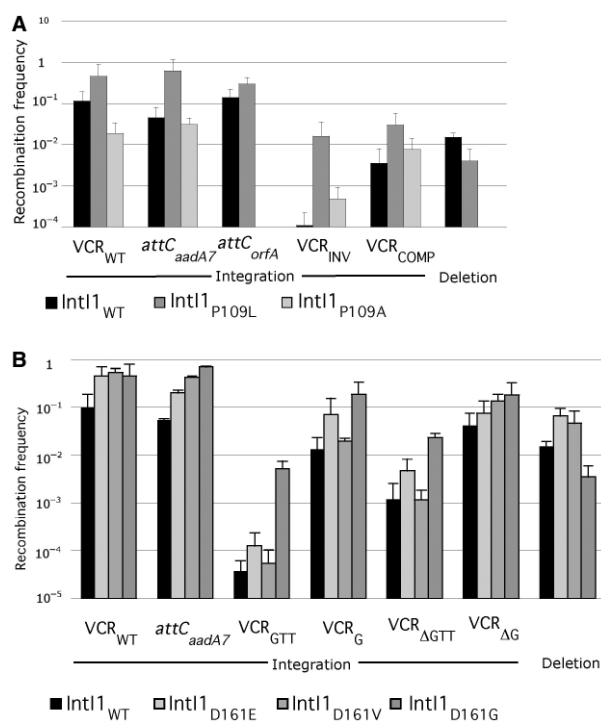 A
Recombinaition frequency
10
1
10⁻¹
10⁻²
10⁻³
10⁻⁴
VCR_WT attC_aadA7 attC_orfA VCR_INV VCR_COMP
Integration Deletion
IntI1_WT IntI1_P109L IntI1_P109A
B
Recombination frequency
1
10⁻¹
10⁻²
10⁻³
10⁻⁴
10⁻⁵
VCR_WT attC_aadA7 VCR_GTT VCR_G VCR_ΔGTT VCR_ΔG
Integration Deletion
IntI1_WT IntI1_D161E IntI1_D161V IntI1_D161G